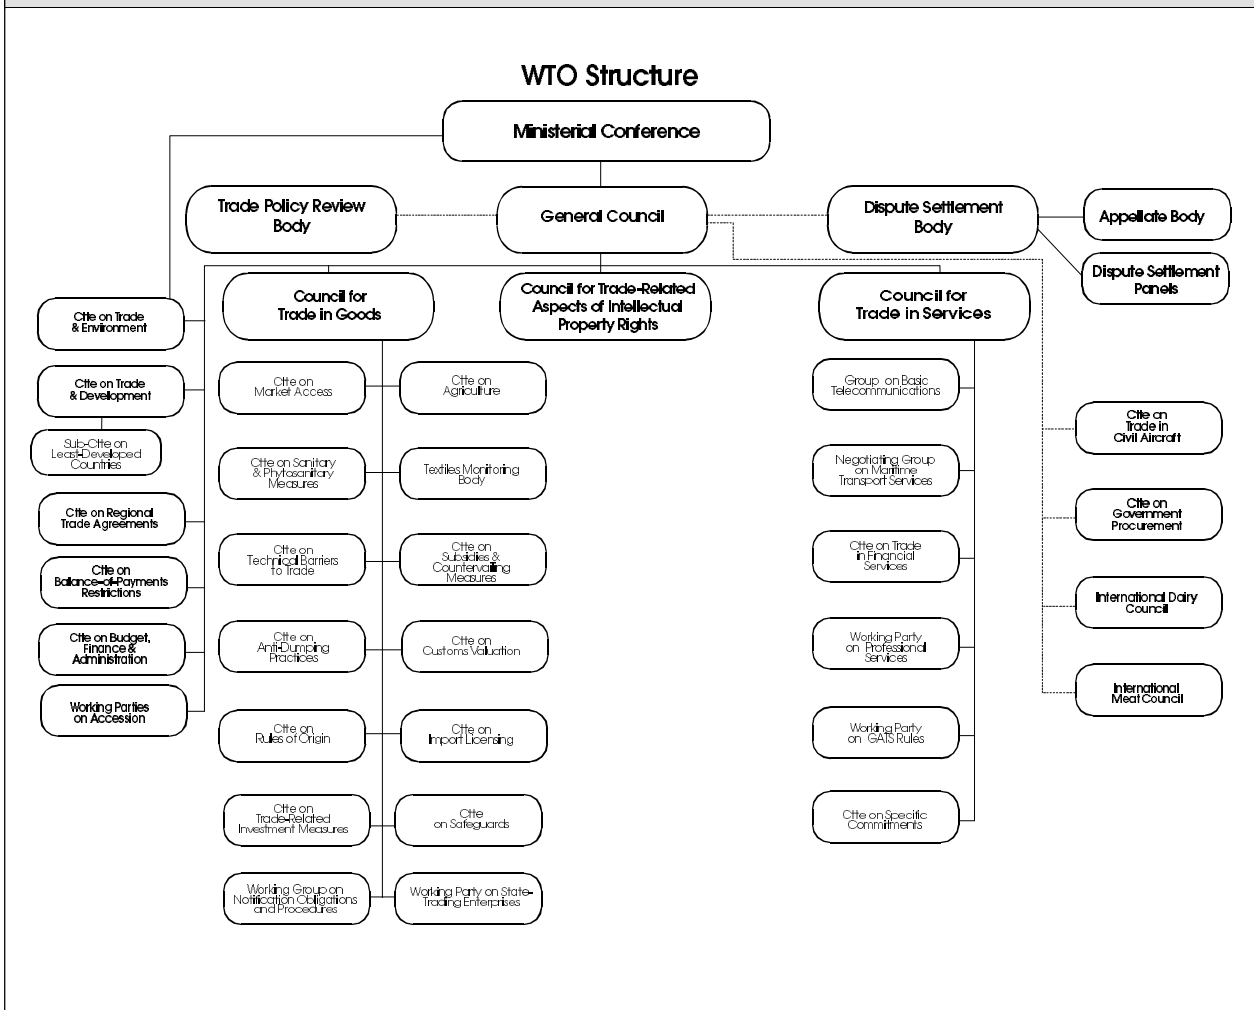 WTO Structure
Ministerial Conference
Trade Policy Review
Body
General Council
Dispute Settlement
Body
Appellate Body
Dispute Settlement
Panels
Ctte on Trade
& Environment
Council for
Trade in Goods
Council for Trade-Related
Aspects of Intellectual
Property Rights
Council for
Trade in Services
Ctte on Trade
& Development
Sub-Ctte on
Least-Developed
Countries
Ctte on Regional
Trade Agreements
Ctte on
Ballance-of-Payments
Restrictions
Ctte on Budget,
Finance &
Administration
Working Parties
on Accession
Ctte on
Market Access
Ctte on
Agriculture
Ctte on Sanitary
& Phytosanitary
Measures
Textiles Monitoring
Body
Ctte on
Technical Barriers
to Trade
Ctte on
Subsidies &
Countervailing
Measures
Ctte on
Anti-Dumping
Practices
Ctte on
Customs Valuation
Ctte on
Rules of Origin
Ctte on
Import Licensing
Ctte on
Trade-Related
Investment Measures
Ctte
on Safeguards
Working Group on
Notification Obligations
and Procedures
Working Party on State-
Trading Enterprises
Group on Basic
Telecommunications
Negotiating Group
on Maritime
Transport Services
Ctte on Trade
in Financial
Services
Working Party
on Professional
Services
Working Party
on GATS Rules
Ctte on Specific
Commitments
Ctte on
Trade in
Civil Aircraft
Ctte on
Government
Procurement
International Dairy
Council
International
Meat Council